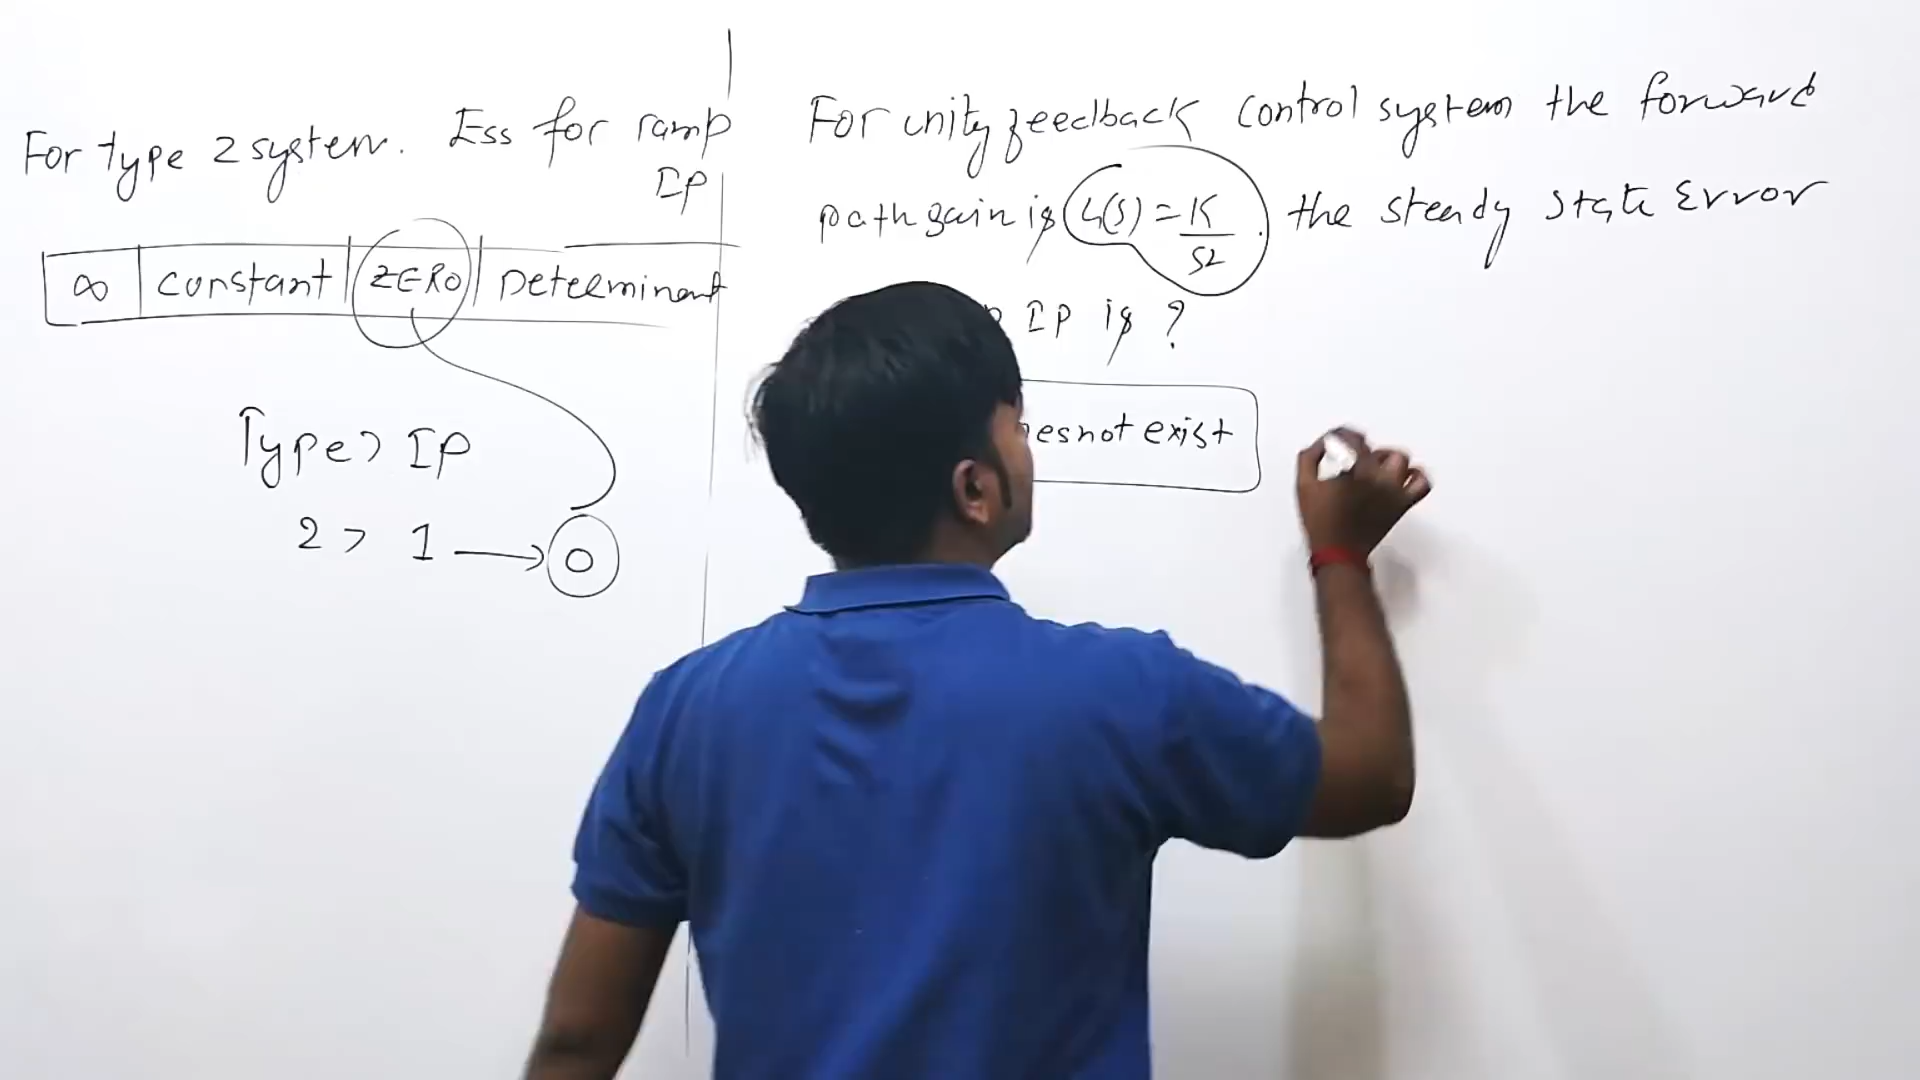 For type 2 system. Ess for ramp
IP
∞ constant ZERO Determinant
Type > IP
2 > 1 → 0
For unity feedback control system the forward
path gain is G(s) = K/S2. the steady state Error
IP is ?
esnot exist